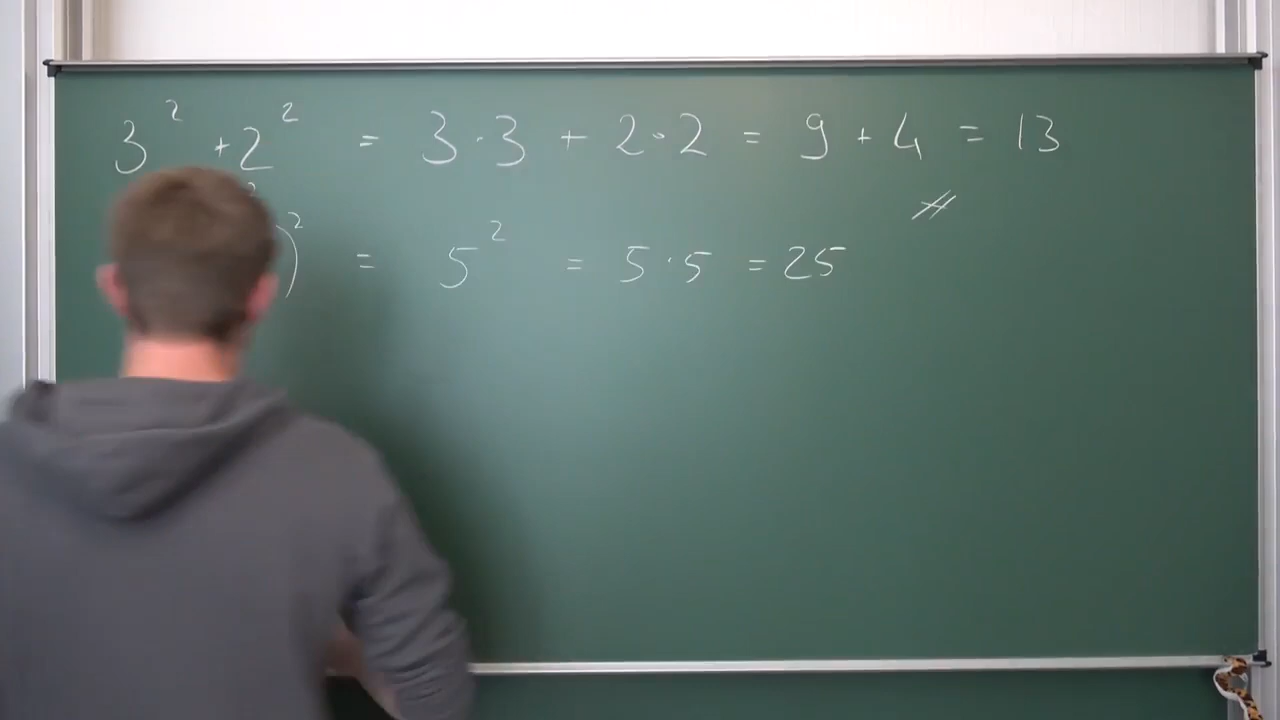 3² + 2² = 3·3 + 2·2 = 9 + 4 = 13
)² = 5² = 5·5 = 25